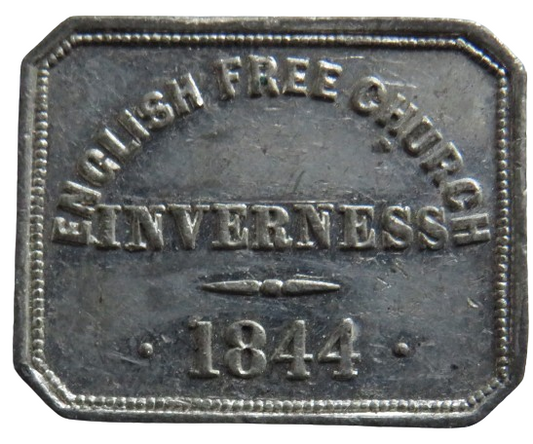 ENGLISH FREE CHURCH
INVERNESS
· 1844 ·